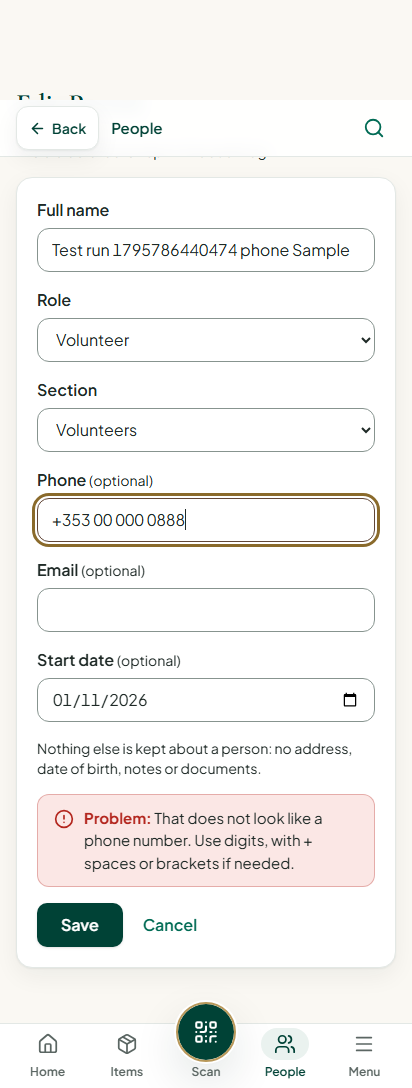 Back
People
Full name
Test run 1795786440474 phone Sample
Role
Volunteer
Section
Volunteers
Phone (optional)
+353 00 000 0888
Email (optional)
Start date (optional)
01/11/2026
Nothing else is kept about a person: no address,
date of birth, notes or documents.
Problem: That does not look like a
phone number. Use digits, with +
spaces or brackets if needed.
Save Cancel
Home Items Scan People Menu